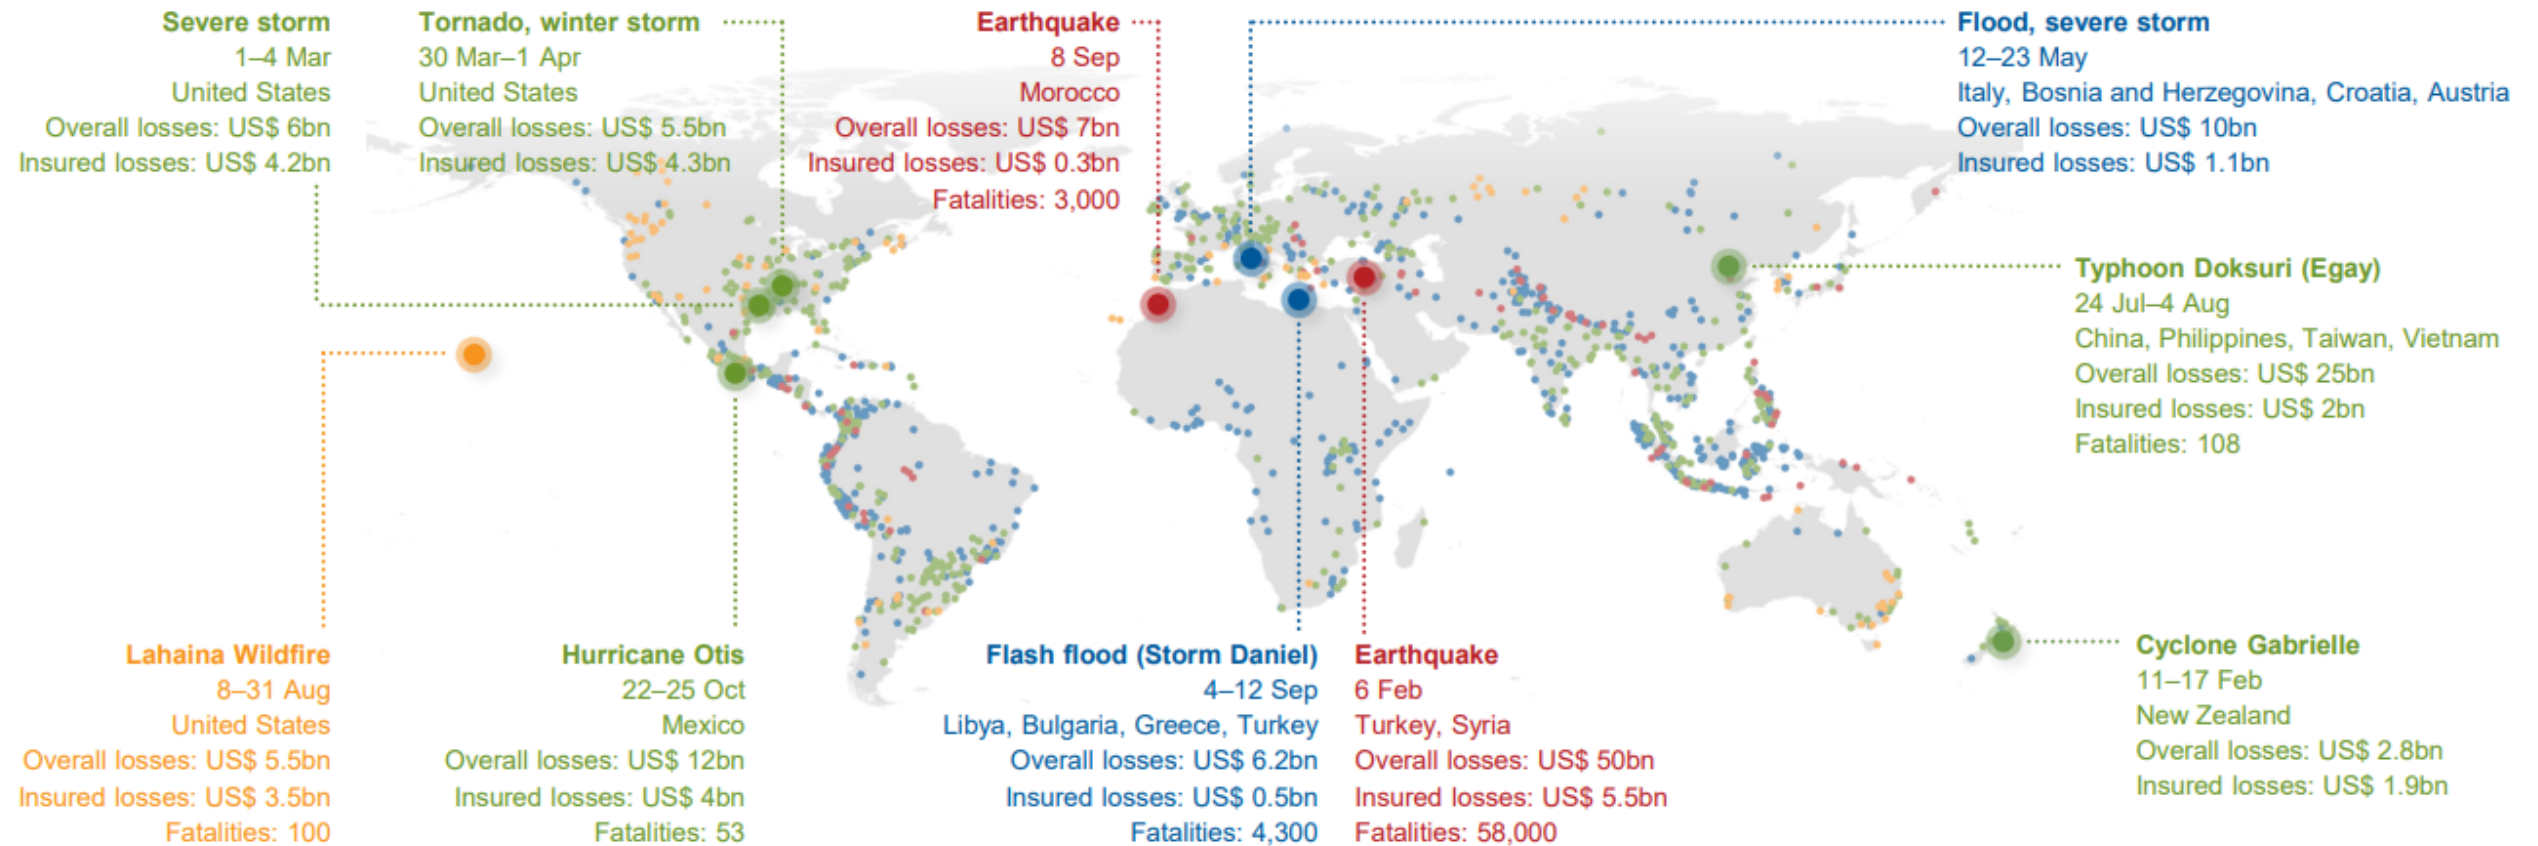 Severe storm
1–4 Mar
United States
Overall losses: US$ 6bn
Insured losses: US$ 4.2bn
Tornado, winter storm
30 Mar–1 Apr
United States
Overall losses: US$ 5.5bn
Insured losses: US$ 4.3bn
Earthquake
8 Sep
Morocco
Overall losses: US$ 7bn
Insured losses: US$ 0.3bn
Fatalities: 3,000
Flood, severe storm
12–23 May
Italy, Bosnia and Herzegovina, Croatia, Austria
Overall losses: US$ 10bn
Insured losses: US$ 1.1bn
Typhoon Doksuri (Egay)
24 Jul–4 Aug
China, Philippines, Taiwan, Vietnam
Overall losses: US$ 25bn
Insured losses: US$ 2bn
Fatalities: 108
Lahaina Wildfire
8–31 Aug
United States
Overall losses: US$ 5.5bn
Insured losses: US$ 3.5bn
Fatalities: 100
Hurricane Otis
22–25 Oct
Mexico
Overall losses: US$ 12bn
Insured losses: US$ 4bn
Fatalities: 53
Flash flood (Storm Daniel)
4–12 Sep
Libya, Bulgaria, Greece, Turkey
Overall losses: US$ 6.2bn
Insured losses: US$ 0.5bn
Fatalities: 4,300
Earthquake
6 Feb
Turkey, Syria
Overall losses: US$ 50bn
Insured losses: US$ 5.5bn
Fatalities: 58,000
Cyclone Gabrielle
11–17 Feb
New Zealand
Overall losses: US$ 2.8bn
Insured losses: US$ 1.9bn